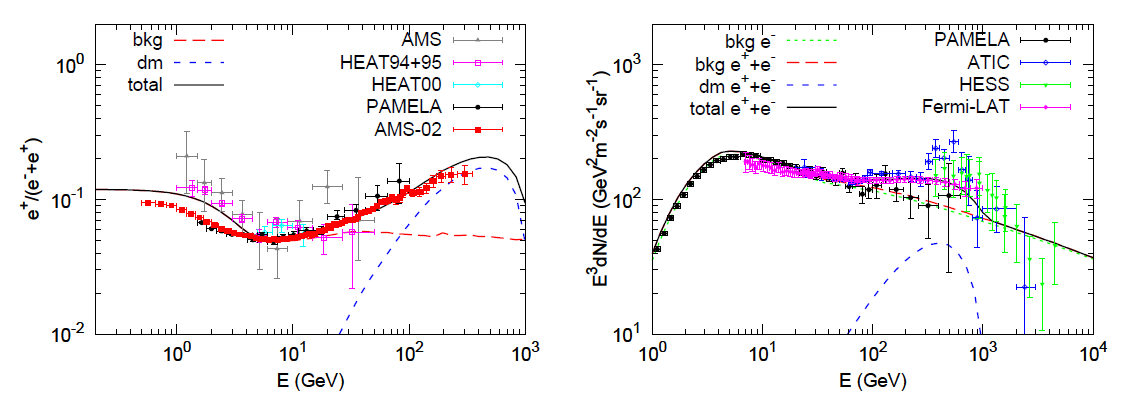 bkg
dm
total
AMS
HEAT94+95
HEAT00
PAMELA
AMS-02
10^0
10^-1
10^-2
e^+/(e^-+e^+)
10^0
10^1
10^2
10^3
E (GeV)
bkg e^-
bkg e^++e^-
dm e^++e^-
total e^++e^-
PAMELA
ATIC
HESS
Fermi-LAT
10^3
10^2
10^1
E^3dN/dE (GeV^2m^-2s^-1sr^-1)
10^0
10^1
10^2
10^3
10^4
E (GeV)